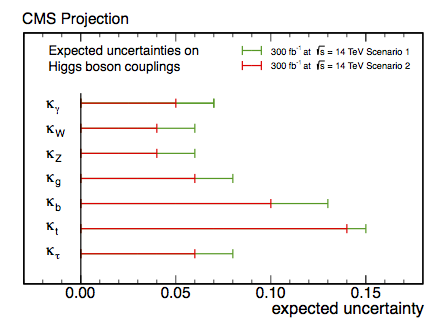 CMS Projection
Expected uncertainties on
Higgs boson couplings
300 fb⁻¹ at √s = 14 TeV Scenario 1
300 fb⁻¹ at √s = 14 TeV Scenario 2
κγ
κW
κZ
κg
κb
κt
κτ
0.00 0.05 0.10 0.15
expected uncertainty